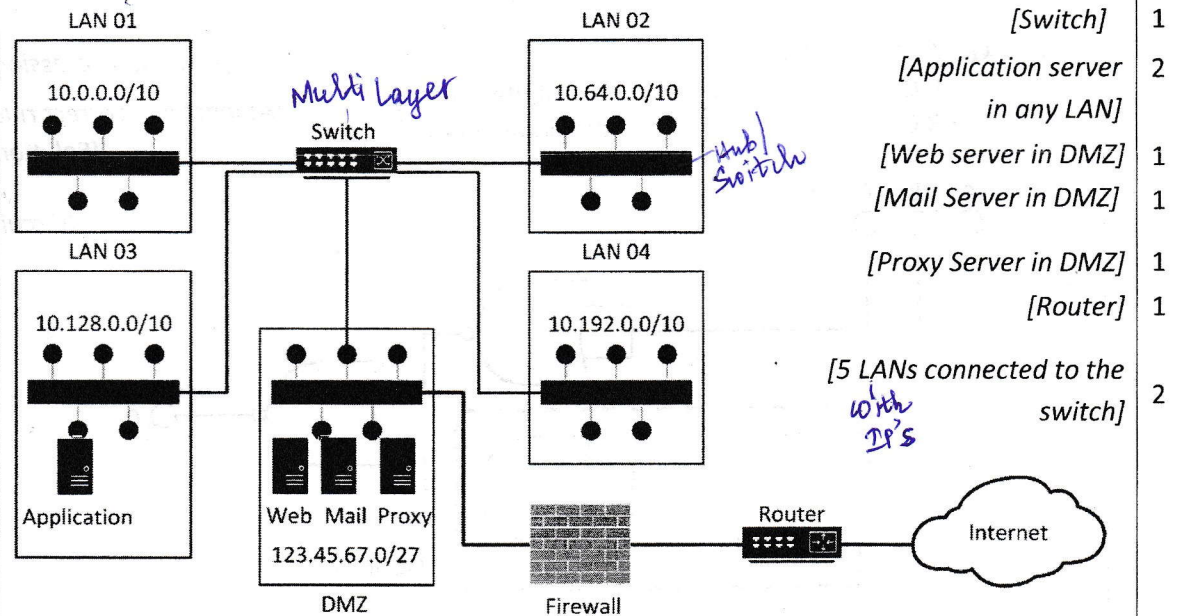 LAN 01
LAN 02
10.0.0.0/10
Multi Layer
Switch
10.64.0.0/10
Hub/
Switch
LAN 03
LAN 04
10.128.0.0/10
10.192.0.0/10
Application
Web Mail Proxy
123.45.67.0/27
DMZ
Firewall
Router
Internet
[Switch] 1
[Application server 2
in any LAN]
[Web server in DMZ] 1
[Mail Server in DMZ] 1
[Proxy Server in DMZ] 1
[Router] 1
[5 LANs connected to the
with
IP's
switch] 2